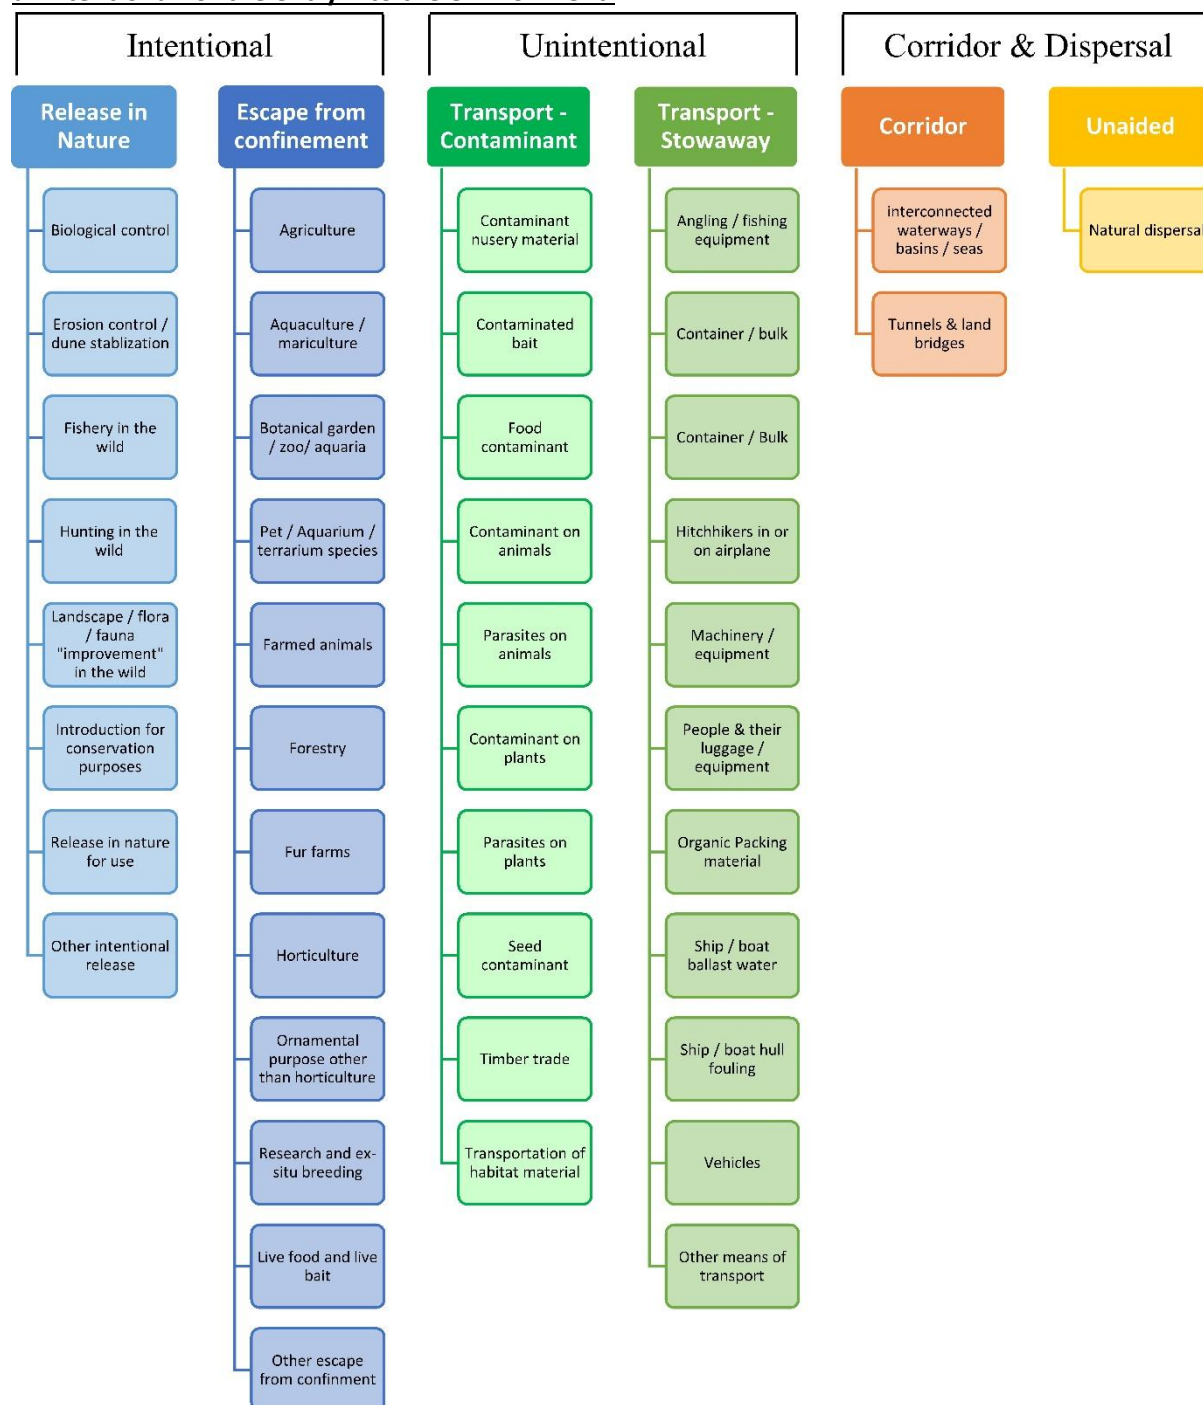 Intentional
Unintentional
Corridor & Dispersal
Release in
Nature
Escape from
confinement
Transport -
Contaminant
Transport -
Stowaway
Corridor
Unaided
Biological control
Erosion control /
dune stablization
Fishery in the
wild
Hunting in the
wild
Landscape / flora
/ fauna
"improvement"
in the wild
Introduction for
conservation
purposes
Release in nature
for use
Other intentional
release
Agriculture
Aquaculture /
mariculture
Botanical garden
/ zoo/ aquaria
Pet / Aquarium /
terrarium species
Farmed animals
Forestry
Fur farms
Horticulture
Ornamental
purpose other
than horticulture
Research and ex-
situ breeding
Live food and live
bait
Other escape
from confinment
Contaminant
nusery material
Contaminated
bait
Food
contaminant
Contaminant on
animals
Parasites on
animals
Contaminant on
plants
Parasites on
plants
Seed
contaminant
Timber trade
Transportation of
habitat material
Angling / fishing
equipment
Container / bulk
Container / Bulk
Hitchhikers in or
on airplane
Machinery /
equipment
People & their
luggage /
equipment
Organic Packing
material
Ship / boat
ballast water
Ship / boat hull
fouling
Vehicles
Other means of
transport
interconnected
waterways /
basins / seas
Tunnels & land
bridges
Natural dispersal